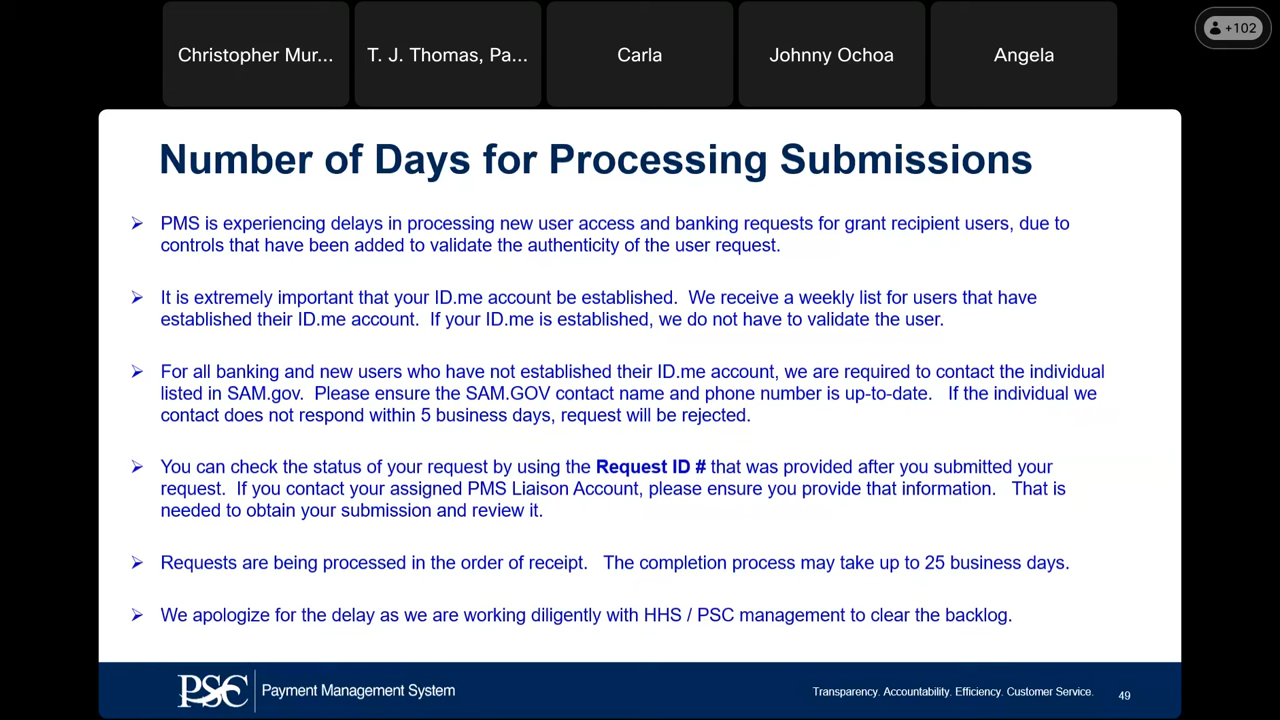 Christopher Mur...
T. J. Thomas, Pa...
Carla
Johnny Ochoa
Angela
+102
Number of Days for Processing Submissions
PMS is experiencing delays in processing new user access and banking requests for grant recipient users, due to
controls that have been added to validate the authenticity of the user request.
It is extremely important that your ID.me account be established.  We receive a weekly list for users that have
established their ID.me account.  If your ID.me is established, we do not have to validate the user.
For all banking and new users who have not established their ID.me account, we are required to contact the individual
listed in SAM.gov.  Please ensure the SAM.GOV contact name and phone number is up-to-date.   If the individual we
contact does not respond within 5 business days, request will be rejected.
You can check the status of your request by using the Request ID # that was provided after you submitted your
request.  If you contact your assigned PMS Liaison Account, please ensure you provide that information.   That is
needed to obtain your submission and review it.
Requests are being processed in the order of receipt.   The completion process may take up to 25 business days.
We apologize for the delay as we are working diligently with HHS / PSC management to clear the backlog.
PSC
Payment Management System
Transparency. Accountability. Efficiency. Customer Service.
49